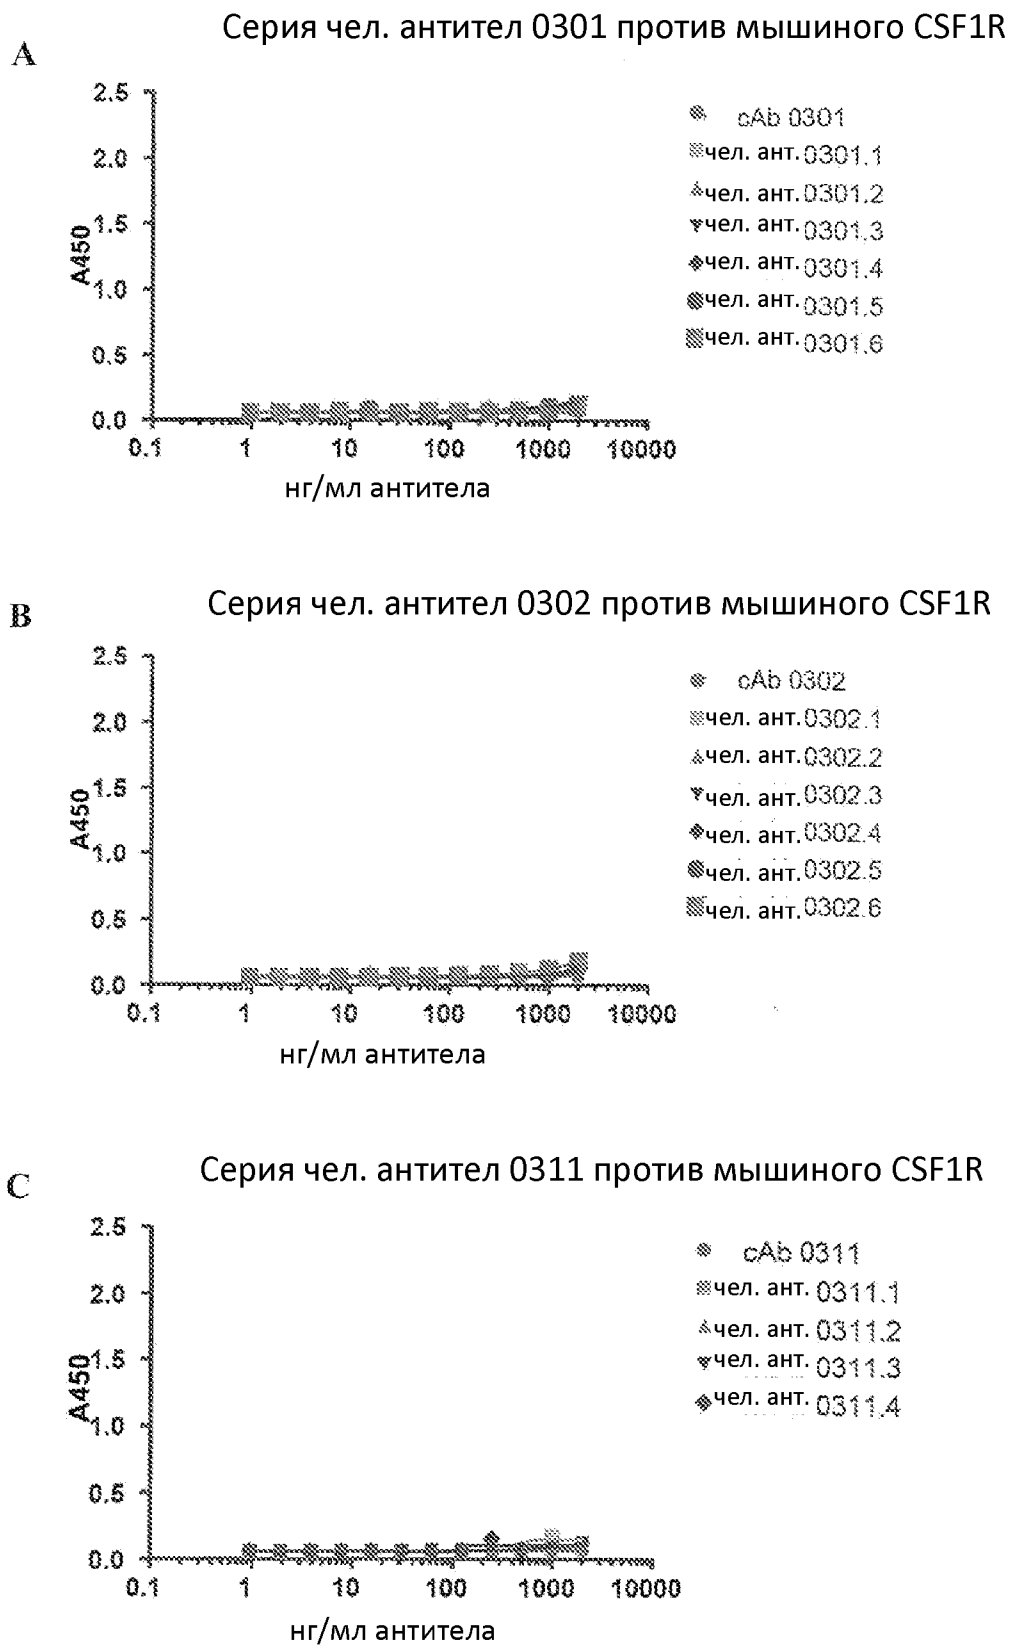 Серия чел. антител 0301 против мышиного CSF1R
A
2.5
2.0
1.5
1.0
0.5
0.0
A450
0.1 1 10 100 1000 10000
нг/мл антитела
cAb 0301
чел. ант. 0301.1
чел. ант. 0301.2
чел. ант. 0301.3
чел. ант. 0301.4
чел. ант. 0301.5
чел. ант. 0301.6
Серия чел. антител 0302 против мышиного CSF1R
B
2.5
2.0
1.5
1.0
0.5
0.0
A450
0.1 1 10 100 1000 10000
нг/мл антитела
cAb 0302
чел. ант. 0302.1
чел. ант. 0302.2
чел. ант. 0302.3
чел. ант. 0302.4
чел. ант. 0302.5
чел. ант. 0302.6
Серия чел. антител 0311 против мышиного CSF1R
C
2.5
2.0
1.5
1.0
0.5
0.0
A450
0.1 1 10 100 1000 10000
нг/мл антитела
cAb 0311
чел. ант. 0311.1
чел. ант. 0311.2
чел. ант. 0311.3
чел. ант. 0311.4